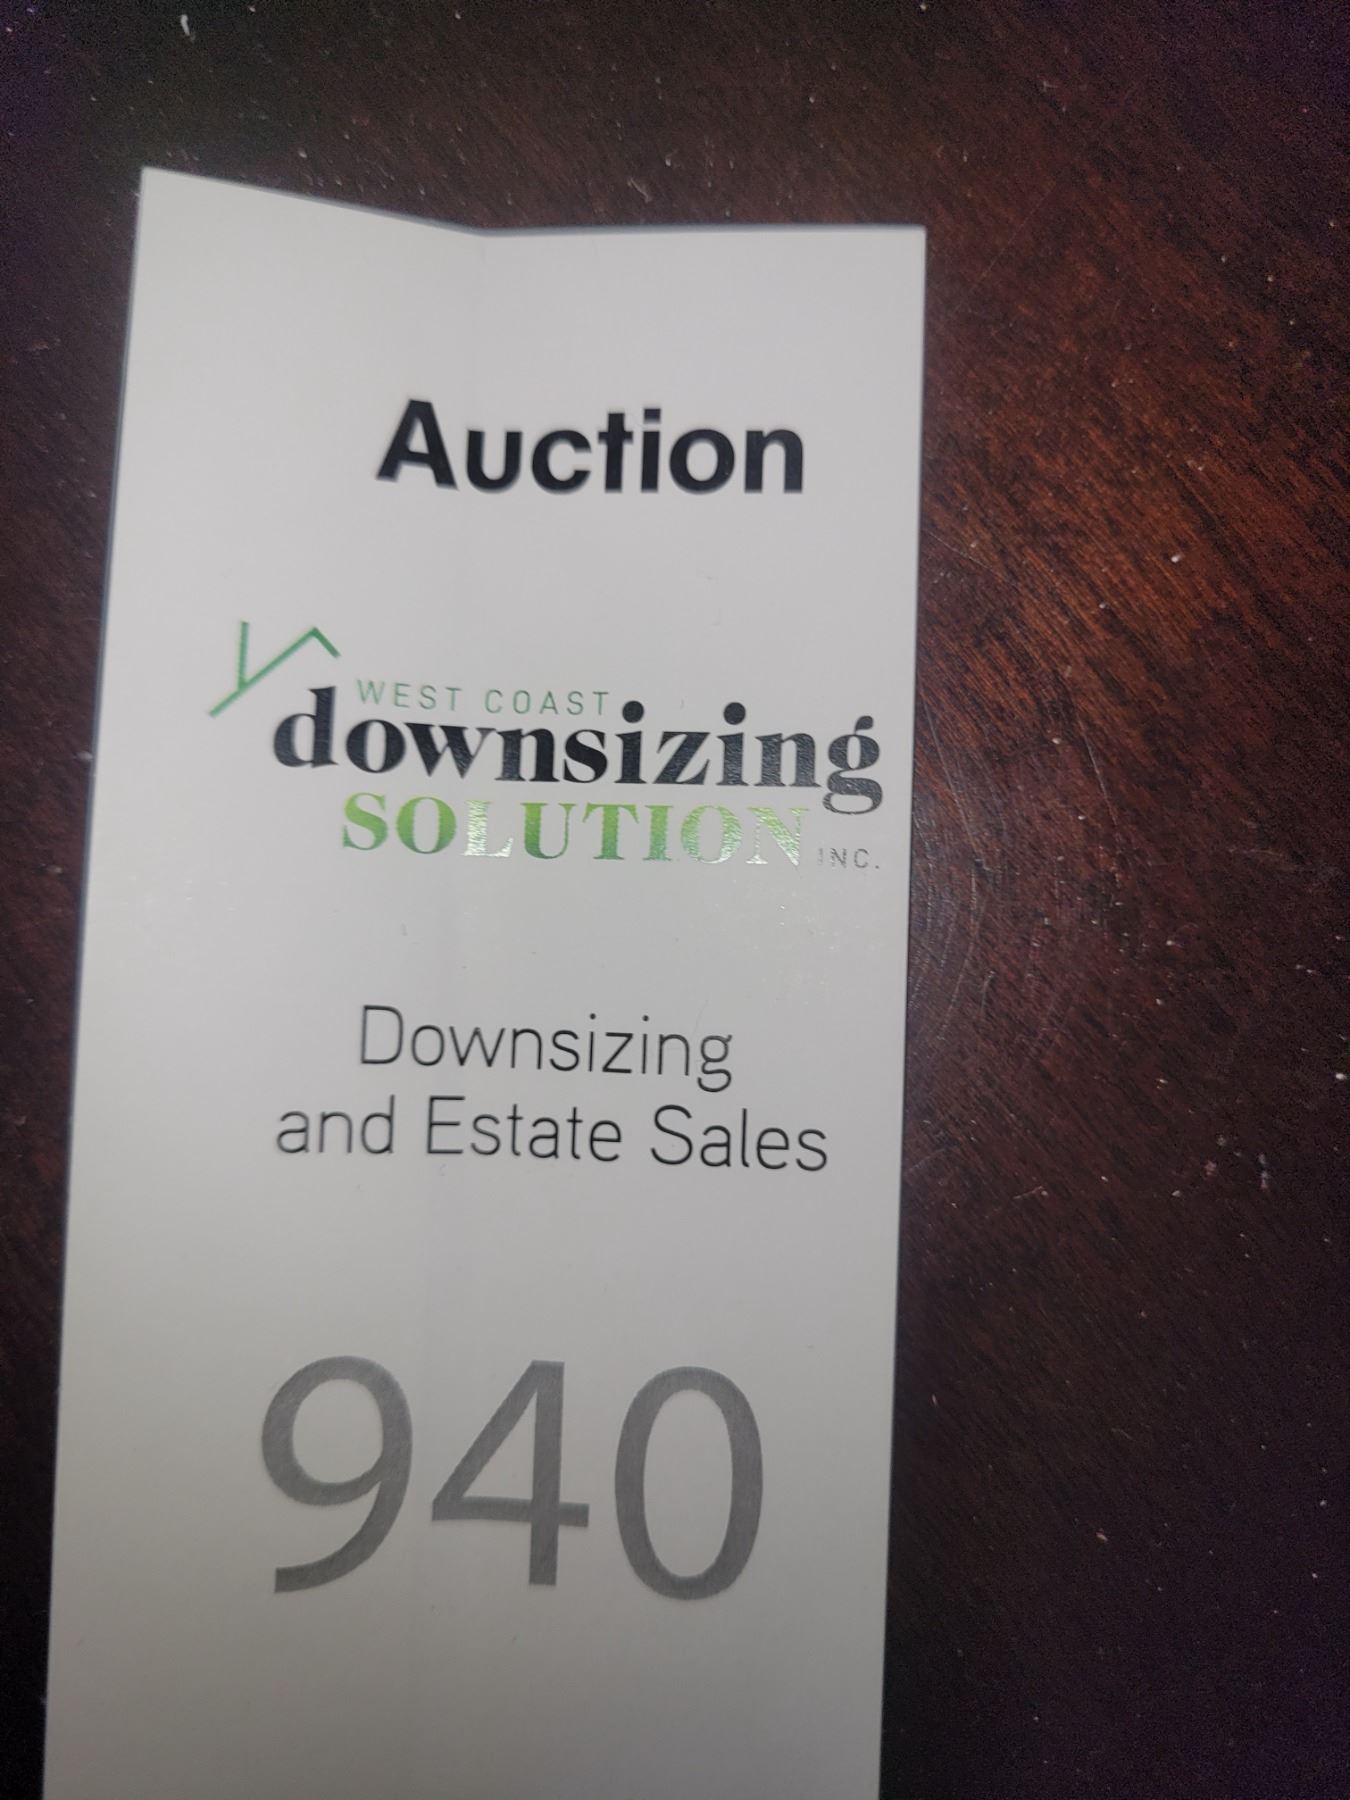 Auction
WEST COAST
downsizing
SOLUTION INC.
Downsizing
and Estate Sales
940